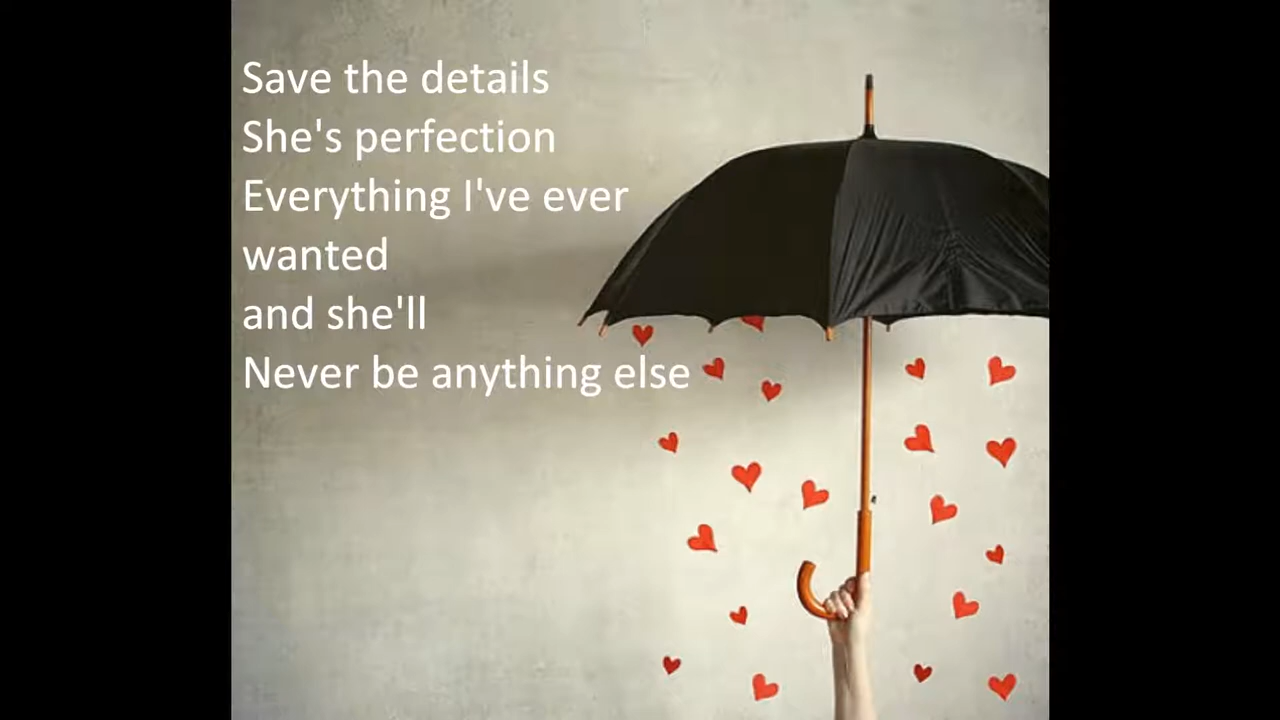 Save the details
She's perfection
Everything I've ever
wanted
and she'll
Never be anything else